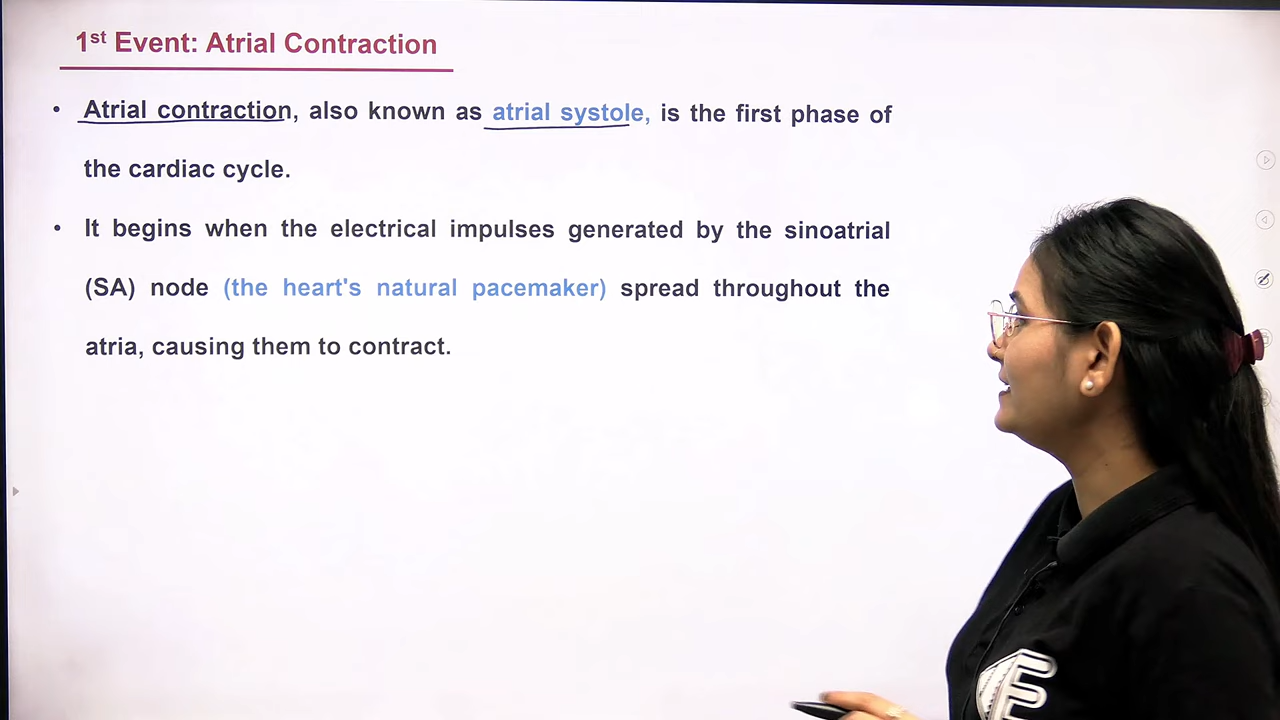 1st Event: Atrial Contraction
• Atrial contraction, also known as atrial systole, is the first phase of
the cardiac cycle.
• It begins when the electrical impulses generated by the sinoatrial
(SA) node (the heart's natural pacemaker) spread throughout the
atria, causing them to contract.